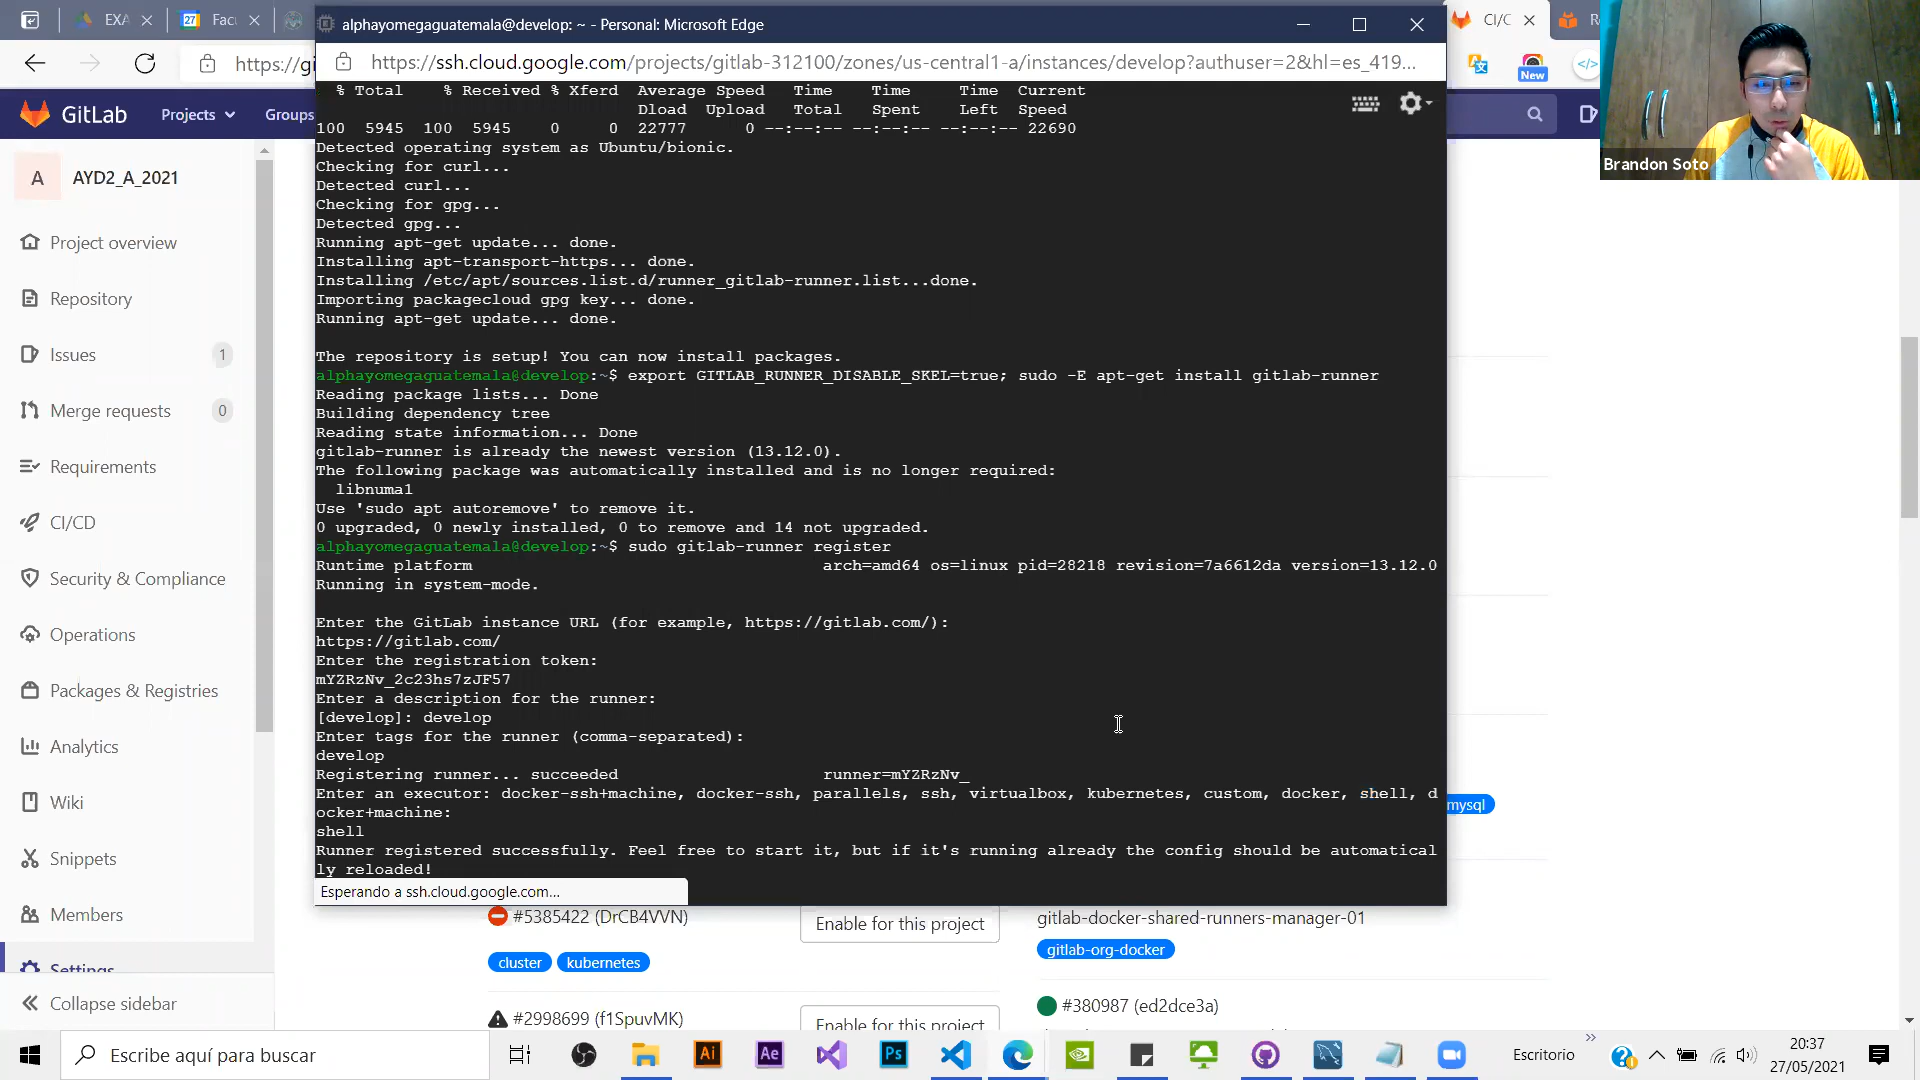 EXA
Facu
alphayomegaguatemala@develop: ~ - Personal: Microsoft Edge
CI/C
https://gi
https://ssh.cloud.google.com/projects/gitlab-312100/zones/us-central1-a/instances/develop?authuser=2&hl=es_419...
New
GitLab
Projects
Groups
Brandon Soto
AYD2_A_2021
Project overview
Repository
Issues 1
Merge requests 0
Requirements
CI/CD
Security & Compliance
Operations
Packages & Registries
Analytics
Wiki
Snippets
Members
Settings
Collapse sidebar
% Total % Received % Xferd Average Speed Time Time Time Current
Dload Upload Total Spent Left Speed
100 5945 100 5945 0 0 22777 0 --:--:-- --:--:-- --:--:-- 22690
Detected operating system as Ubuntu/bionic.
Checking for curl...
Detected curl...
Checking for gpg...
Detected gpg...
Running apt-get update... done.
Installing apt-transport-https... done.
Installing /etc/apt/sources.list.d/runner_gitlab-runner.list...done.
Importing packagecloud gpg key... done.
Running apt-get update... done.
The repository is setup! You can now install packages.
alphayomegaguatemala@develop:~$ export GITLAB_RUNNER_DISABLE_SKEL=true; sudo -E apt-get install gitlab-runner
Reading package lists... Done
Building dependency tree
Reading state information... Done
gitlab-runner is already the newest version (13.12.0).
The following package was automatically installed and is no longer required:
libnuma1
Use 'sudo apt autoremove' to remove it.
0 upgraded, 0 newly installed, 0 to remove and 14 not upgraded.
alphayomegaguatemala@develop:~$ sudo gitlab-runner register
Runtime platform arch=amd64 os=linux pid=28218 revision=7a6612da version=13.12.0
Running in system-mode.
Enter the GitLab instance URL (for example, https://gitlab.com/):
https://gitlab.com/
Enter the registration token:
mYZRzNv_2c23hs7zJF57
Enter a description for the runner:
[develop]: develop
Enter tags for the runner (comma-separated):
develop
Registering runner... succeeded runner=mYZRzNv_
Enter an executor: docker-ssh+machine, docker-ssh, parallels, ssh, virtualbox, kubernetes, custom, docker, shell, d
ocker+machine:
shell
Runner registered successfully. Feel free to start it, but if it's running already the config should be automatical
ly reloaded!
Esperando a ssh.cloud.google.com...
mysql
#5385422 (DrCB4VVN)
Enable for this project
cluster kubernetes
#2998699 (f1SpuvMK)
Enable for this project
gitlab-docker-shared-runners-manager-01
gitlab-org-docker
#380987 (ed2dce3a)
Escribe aquí para buscar
Ai
Ae
Ps
Escritorio
20:37
27/05/2021